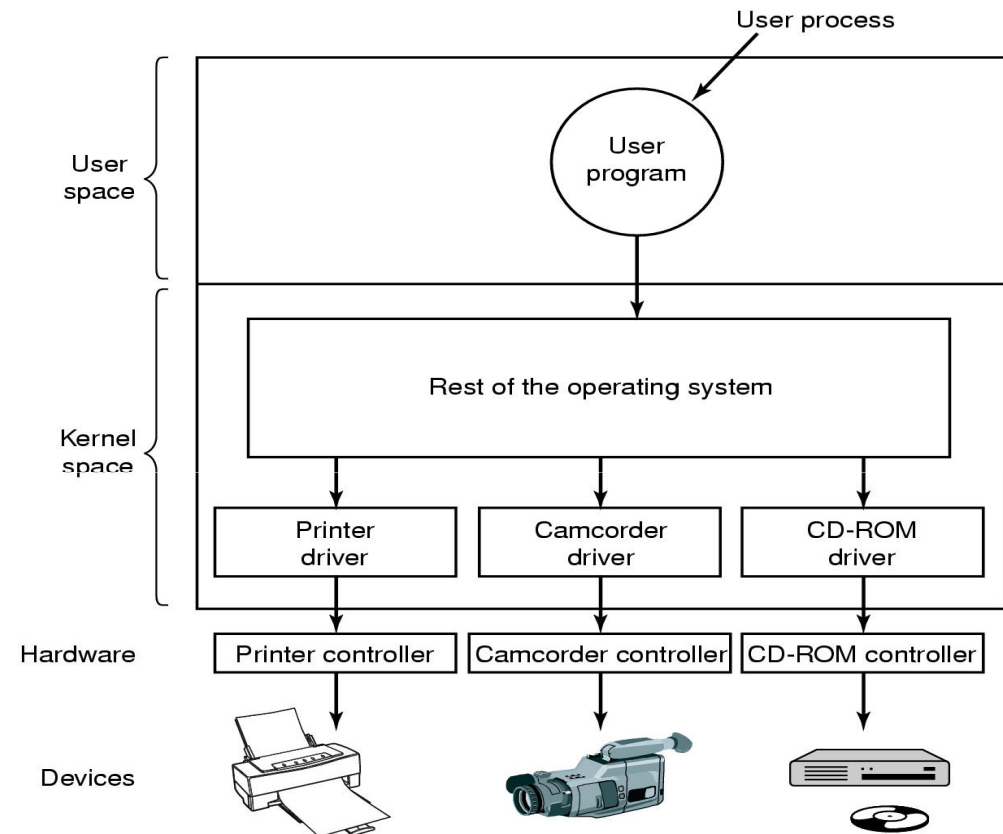 User process
User
space
User
program
Kernel
space
Rest of the operating system
Printer
driver
Camcorder
driver
CD-ROM
driver
Hardware
Printer controller
Camcorder controller
CD-ROM controller
Devices